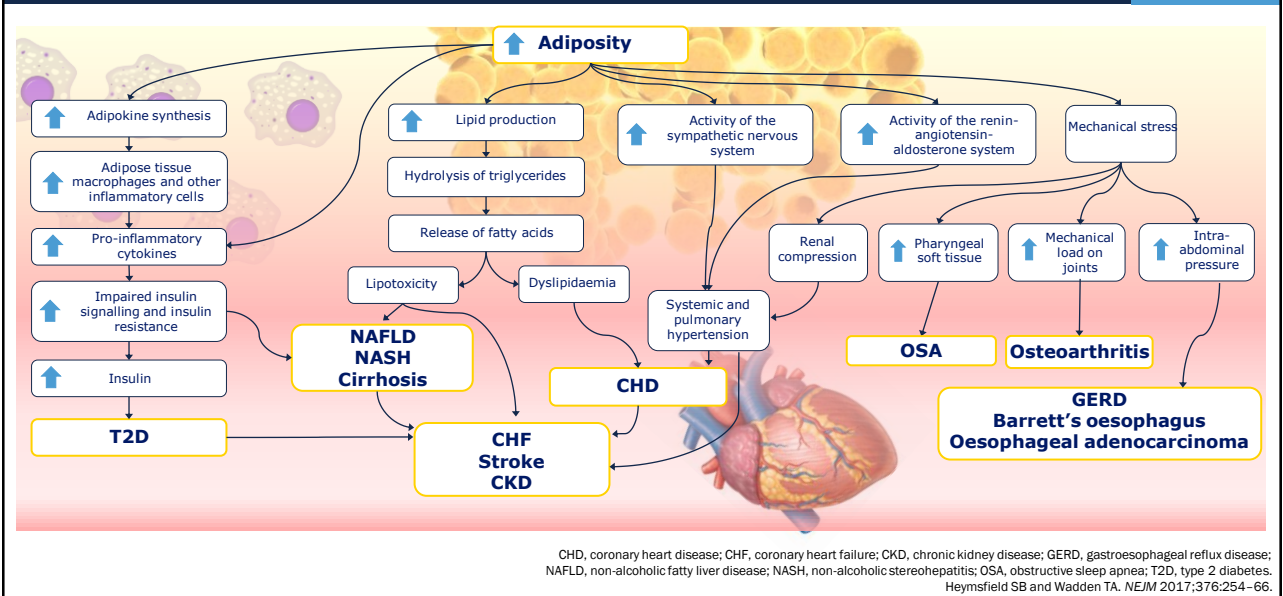 Adiposity
Adipokine synthesis
Adipose tissue
macrophages and other
inflammatory cells
Pro-inflammatory
cytokines
Impaired insulin
signalling and insulin
resistance
Insulin
T2D
Lipid production
Hydrolysis of triglycerides
Release of fatty acids
Lipotoxicity
Dyslipidaemia
NAFLD
NASH
Cirrhosis
CHD
CHF
Stroke
CKD
Activity of the
sympathetic nervous
system
Activity of the renin-
angiotensin-
aldosterone system
Systemic and
pulmonary
hypertension
Mechanical stress
Renal
compression
Pharyngeal
soft tissue
Mechanical
load on
joints
Intra-
abdominal
pressure
OSA
Osteoarthritis
GERD
Barrett’s oesophagus
Oesophageal adenocarcinoma
CHD, coronary heart disease; CHF, coronary heart failure; CKD, chronic kidney disease; GERD, gastroesophageal reflux disease;
NAFLD, non-alcoholic fatty liver disease; NASH, non-alcoholic stereohepatitis; OSA, obstructive sleep apnea; T2D, type 2 diabetes.
Heymsfield SB and Wadden TA. NEJM 2017;376:254–66.